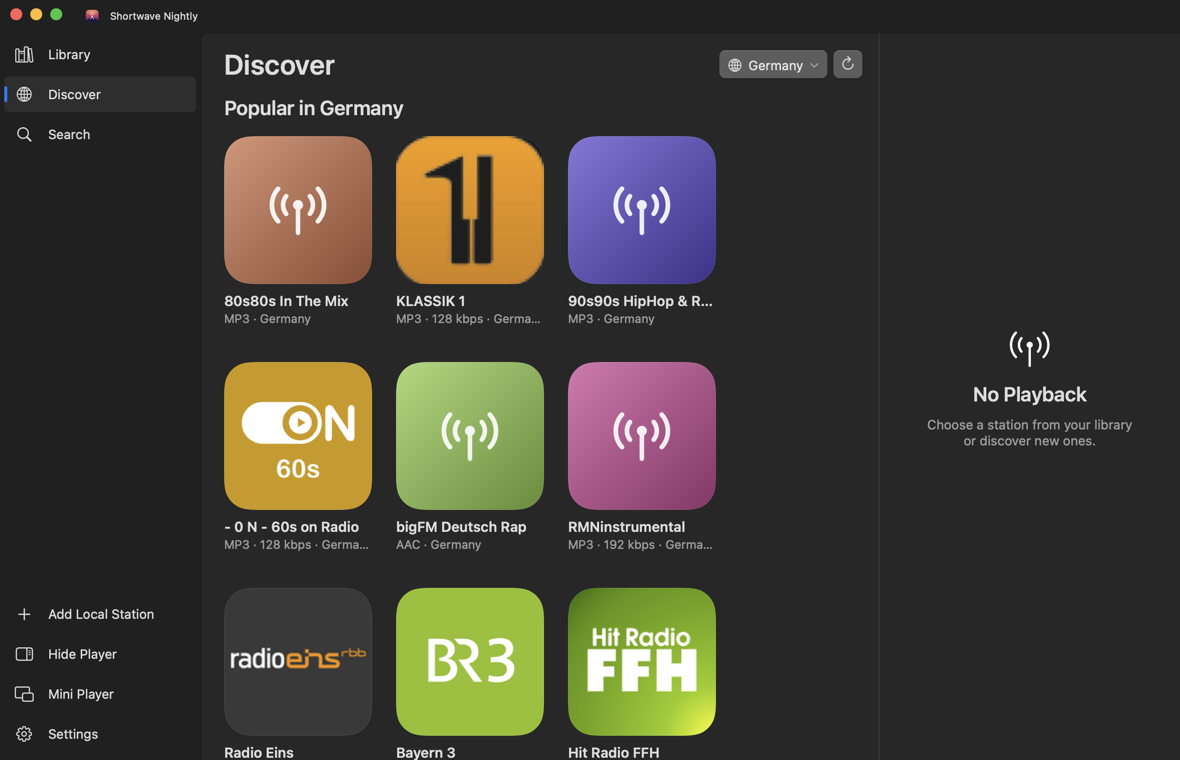 Shortwave Nightly
Library
Discover
Search
Add Local Station
Hide Player
Mini Player
Settings
Discover
Germany
Popular in Germany
80s80s In The Mix
MP3 · Germany
KLASSIK 1
MP3 · 128 kbps · Germa...
90s90s HipHop & R...
MP3 · Germany
ON
60s
- 0 N - 60s on Radio
MP3 · 128 kbps · Germa...
bigFM Deutsch Rap
AAC · Germany
RMNinstrumental
MP3 · 192 kbps · Germa...
radioeins rbb
Radio Eins
BR3
Bayern 3
Hit Radio
FFH
Hit Radio FFH
No Playback
Choose a station from your library
or discover new ones.